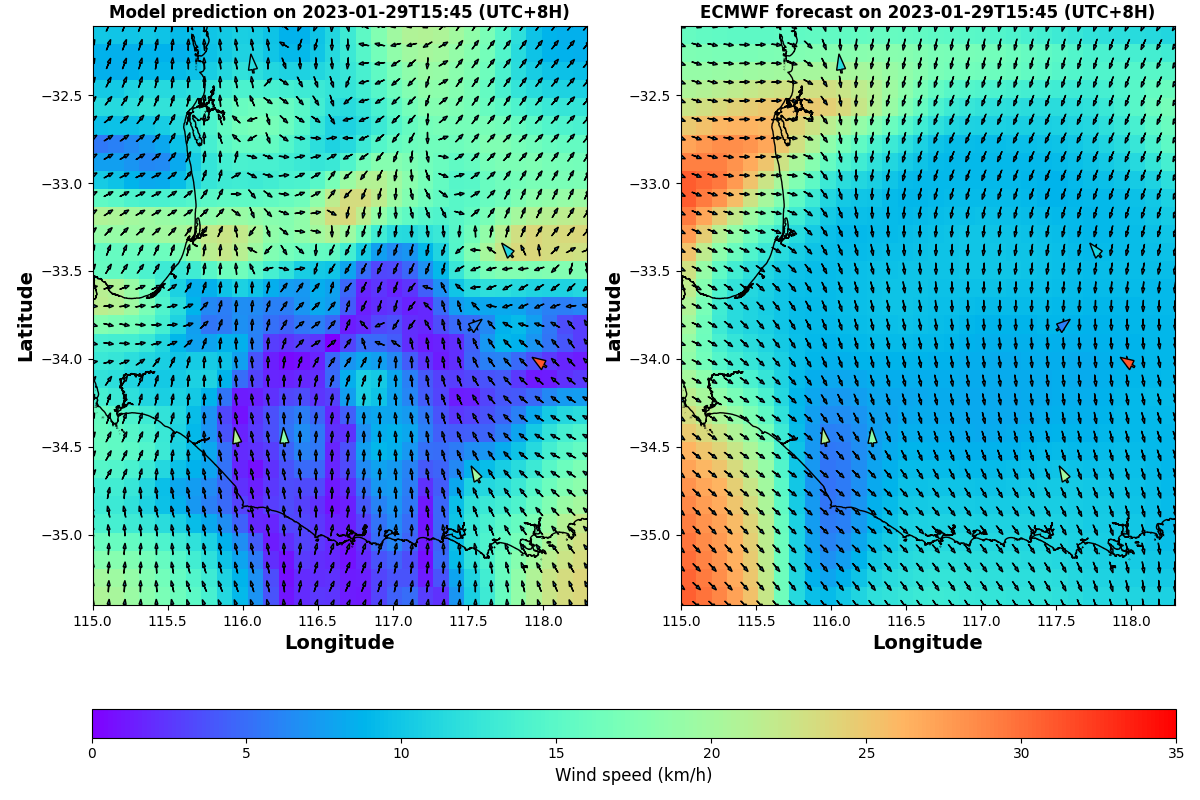 Model prediction on 2023-01-29T15:45 (UTC+8H)
ECMWF forecast on 2023-01-29T15:45 (UTC+8H)
Latitude
−32.5
−33.0
−33.5
−34.0
−34.5
−35.0
115.0 115.5 116.0 116.5 117.0 117.5 118.0
Longitude
Latitude
−32.5
−33.0
−33.5
−34.0
−34.5
−35.0
115.0 115.5 116.0 116.5 117.0 117.5 118.0
Longitude
0 5 10 15 20 25 30 35
Wind speed (km/h)